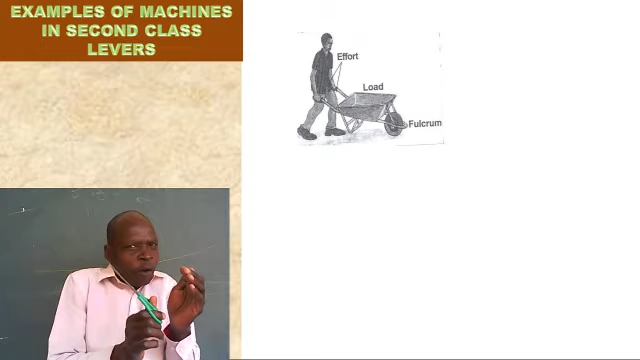 EXAMPLES OF MACHINES
IN SECOND CLASS
LEVERS
Effort
Load
Fulcrum